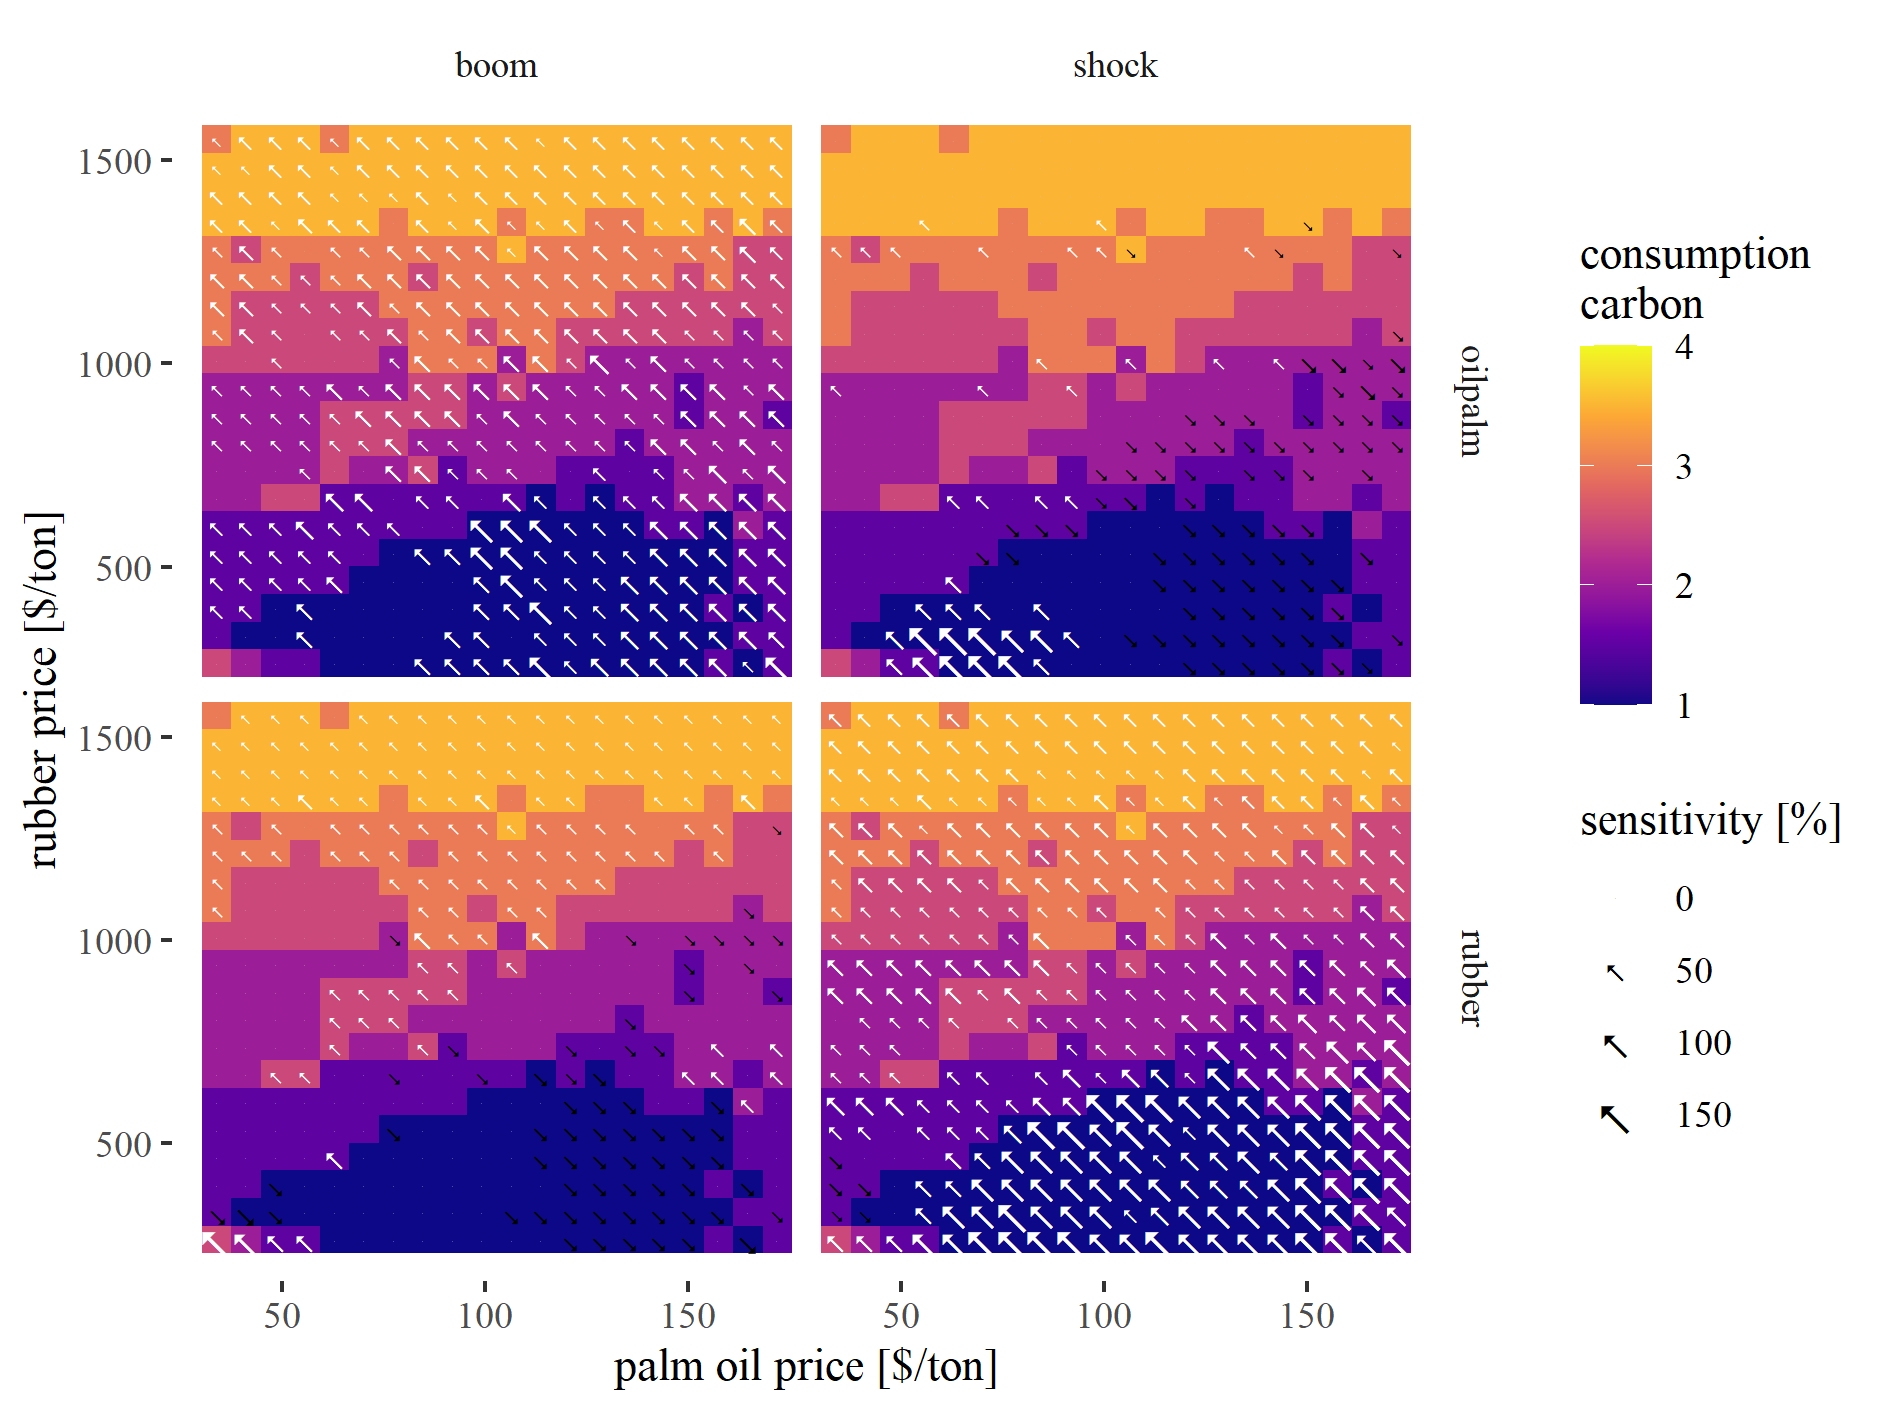 boom
shock
1500
1000
500
oilpalm
1500
1000
500
rubber
rubber price [$/ton]
50
100
150
50
100
150
palm oil price [$/ton]
consumption
carbon
4
3
2
1
sensitivity [%]
0
50
100
150